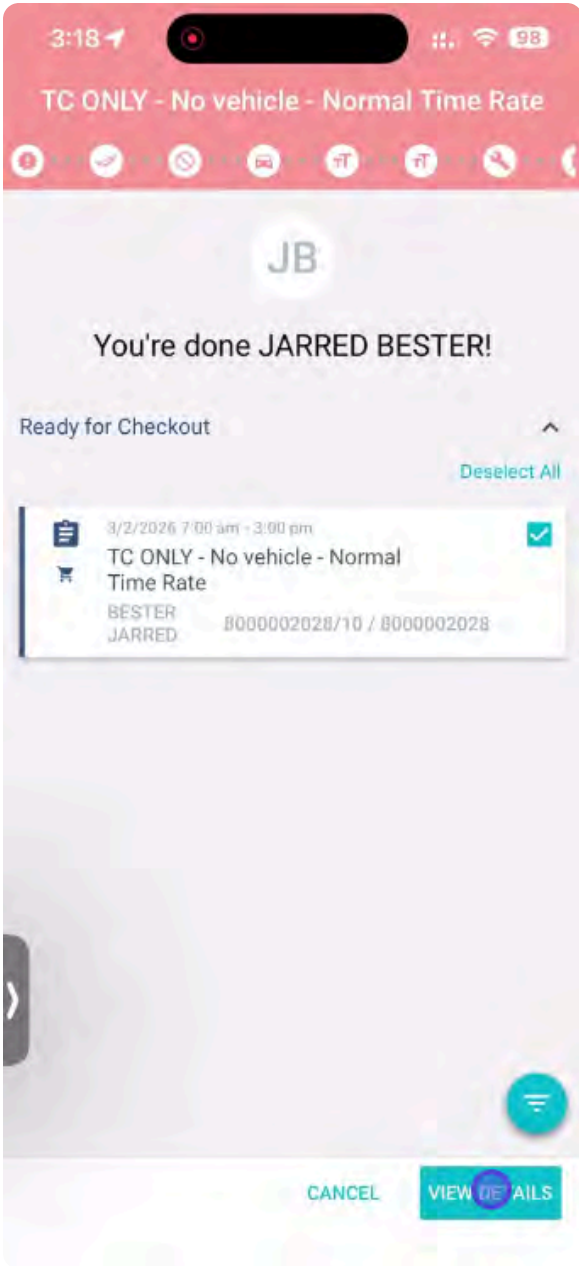 3:18
98
TC ONLY - No vehicle - Normal Time Rate
JB
You're done JARRED BESTER!
Ready for Checkout
Deselect All
3/2/2026 7:00 am - 3:00 pm
TC ONLY - No vehicle - Normal
Time Rate
BESTER
JARRED
8000002028/10 / 8000002028
CANCEL
VIEW DETAILS